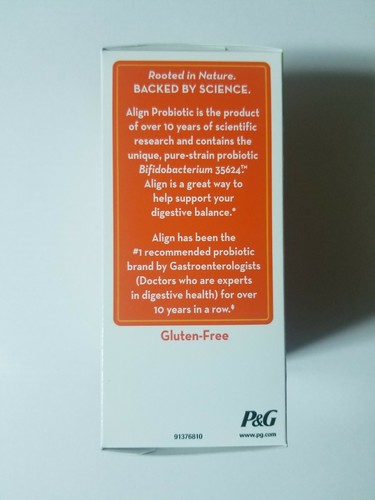 Rooted in Nature.
BACKED BY SCIENCE.
Align Probiotic is the product
of over 10 years of scientific
research and contains the
unique, pure-strain probiotic
Bifidobacterium 35624.™
Align is a great way to
help support your
digestive balance.*
Align has been the
#1 recommended probiotic
brand by Gastroenterologists
(Doctors who are experts
in digestive health) for over
10 years in a row.‡
Gluten-Free
P&G
91376810
www.pg.com